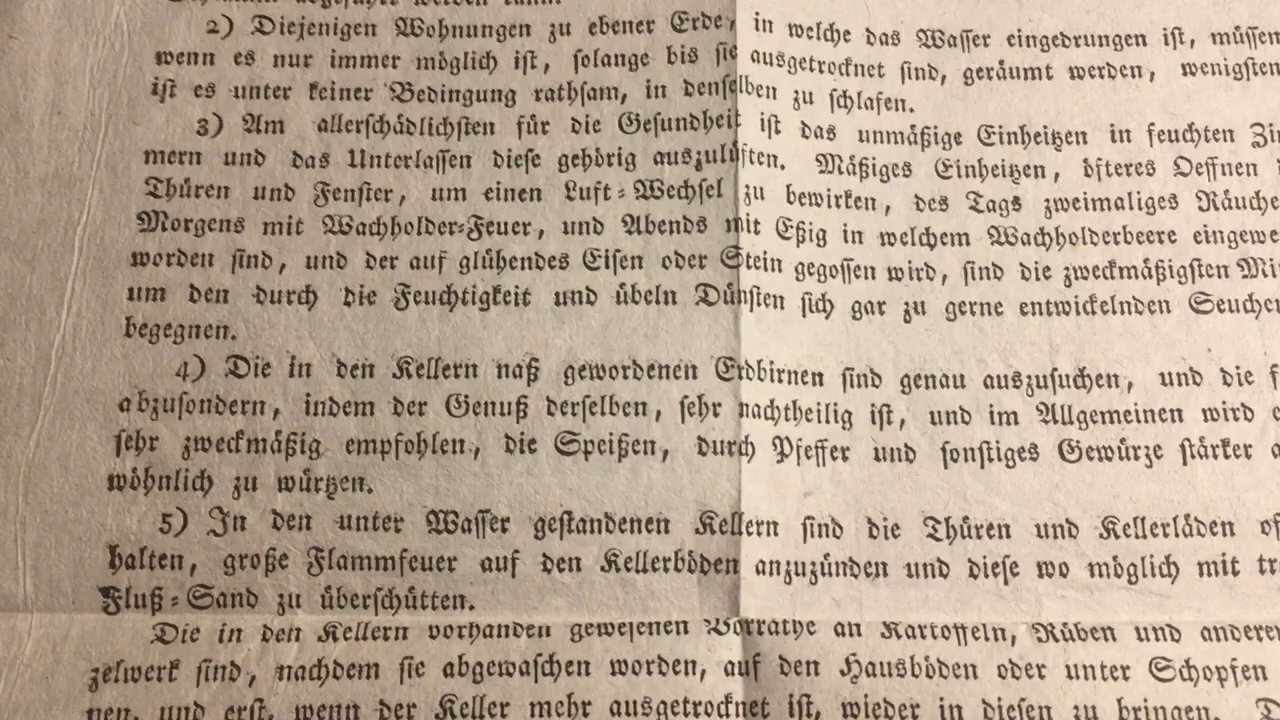 2) Diejenigen Wohnungen zu ebener Erde, in welche das Wasser eingedrungen ist, müssen
wenn es nur immer möglich ist, solange bis sie ausgetrocknet sind, geräumt werden, wenigsten
ist es unter keiner Bedingung rathsam, in denselben zu schlafen.
3) Am allerschädlichsten für die Gesundheit ist das unmäßige Einheitzen in feuchten Zi
mern und das Unterlassen diese gehörig auszulüften. Mäßiges Einheitzen, öfteres Oeffnen
Thüren und Fenster, um einen Luft-Wechsel zu bewirken, des Tags zweimaliges Räuche
Morgens mit Wachholder-Feuer, und Abends mit Eßig in welchem Wachholderbeere eingewe
worden sind, und der auf glühendes Eisen oder Stein gegossen wird, sind die zweckmäßigsten Mi
um den durch die Feuchtigkeit und übeln Dünsten sich gar zu gerne entwickelnden Seuche
begegnen.
4) Die in den Kellern naß gewordenen Erdbirnen sind genau auszusuchen, und die f
abzusondern, indem der Genuß derselben, sehr nachtheilig ist, und im Allgemeinen wird
sehr zweckmäßig empfohlen, die Speißen, durch Pfeffer und sonstiges Gewürze stärker a
wöhnlich zu würtzen.
5) In den unter Wasser gestandenen Kellern sind die Thüren und Kellerläden of
halten, große Flammfeuer auf den Kellerböden anzuzünden und diese wo möglich mit tr
Fluß-Sand zu überschütten.
Die in den Kellern vorhanden gewesenen Vorräthe an Kartoffeln, Rüben und andere
zelwerk sind, nachdem sie abgewaschen worden, auf den Hausböden oder unter Schopfen
nen, und erst, wenn der Keller mehr ausgetrocknet ist, wieder in diesen zu bringen.